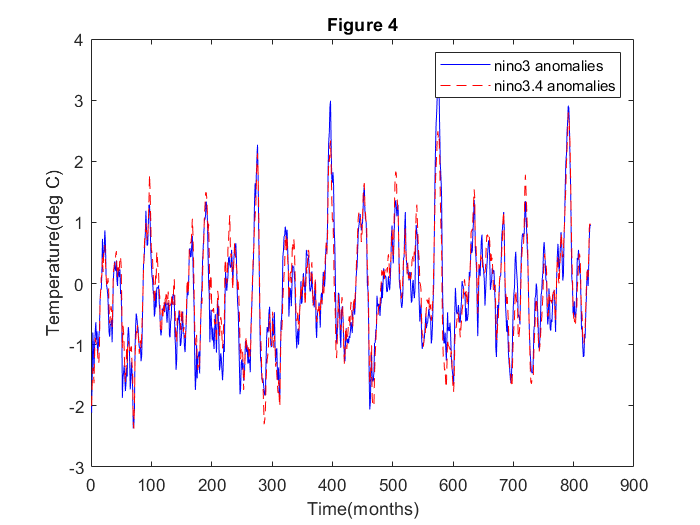 Figure 4
nino3 anomalies
nino3.4 anomalies
Temperature(deg C)
4
3
2
1
0
-1
-2
-3
0 100 200 300 400 500 600 700 800 900
Time(months)